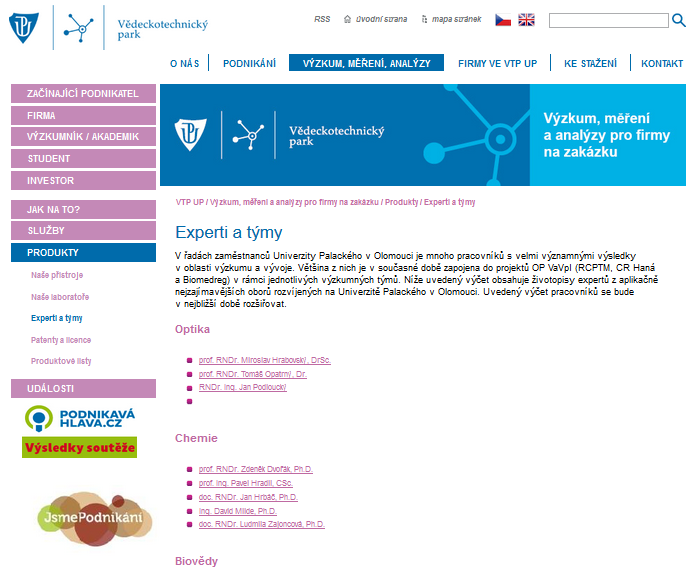 Vědeckotechnický
park
RSS úvodní strana mapa stránek
O NÁS PODNIKÁNÍ VÝZKUM, MĚŘENÍ, ANALÝZY FIRMY VE VTP UP KE STAŽENÍ KONTAKT
ZAČÍNAJÍCÍ PODNIKATEL
FIRMA
VÝZKUMNÍK / AKADEMIK
STUDENT
INVESTOR
JAK NA TO?
SLUŽBY
PRODUKTY
Naše přístroje
Naše laboratoře
Experti a týmy
Patenty a licence
Produktové listy
UDÁLOSTI
PODNIKAVÁ
HLAVA.CZ
Výsledky soutěže
JsmePodnikaní
Vědeckotechnický
park
Výzkum, měření
a analýzy pro firmy
na zakázku
VTP UP / Výzkum, měření a analýzy pro firmy na zakázku / Produkty / Experti a týmy
Experti a týmy
V řadách zaměstnanců Univerzity Palackého v Olomouci je mnoho pracovníků s velmi významnými výsledky
v oblasti výzkumu a vývoje. Většina z nich je v současné době zapojena do projektů OP VaVpI (RCPTM, CR Haná
a Biomedreg) v rámci jednotlivých výzkumných týmů. Níže uvedený výčet obsahuje životopisy expertů z aplikačně
nejzajímavějších oborů rozvíjených na Univerzitě Palackého v Olomouci. Uvedený výčet pracovníků se bude
v nejbližší době rozšiřovat.
Optika
prof. RNDr. Miroslav Hrabovský, DrSc.
prof. RNDr. Tomáš Opatrný, Dr.
RNDr. Ing. Jan Podloucký
Chemie
prof. RNDr. Zdeněk Dvořák, Ph.D.
prof. Ing. Pavel Hradil, CSc.
doc. RNDr. Jan Hrbáč, Ph.D.
Ing. David Milde, Ph.D.
doc. RNDr. Ludmila Zajoncová, Ph.D.
Biovědy